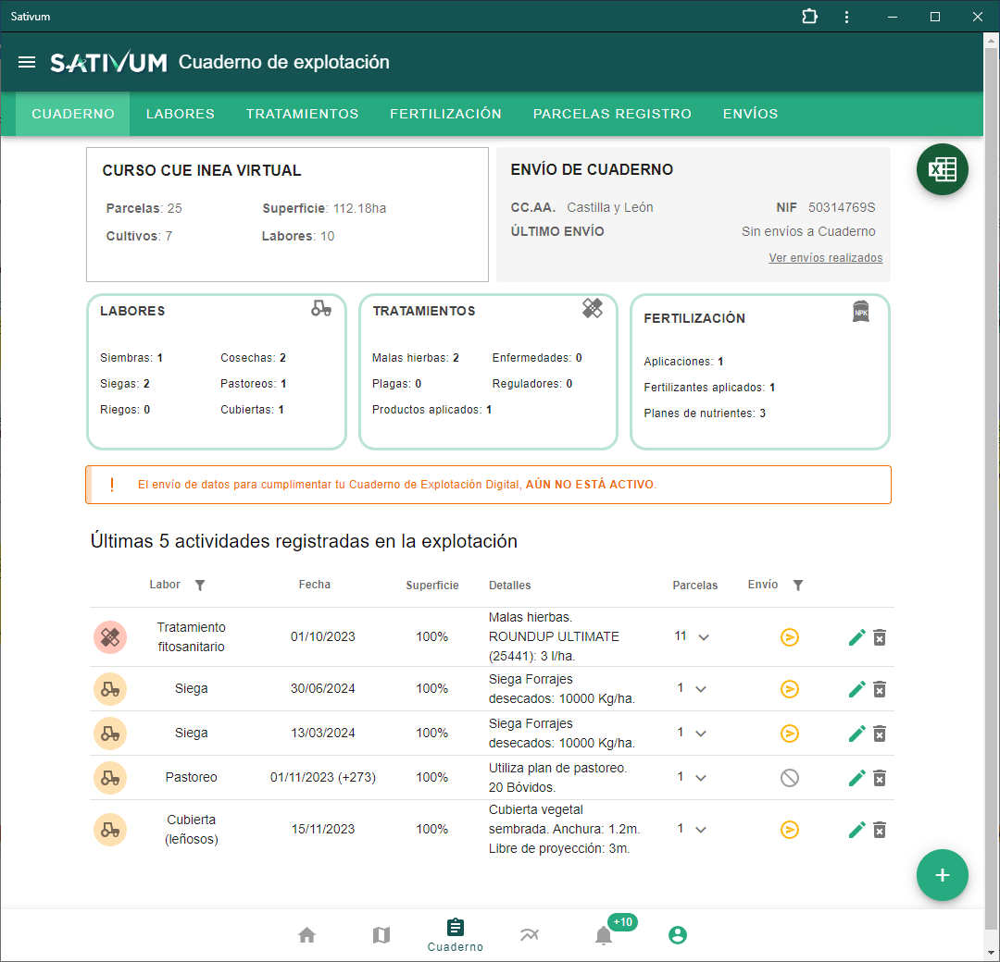 Sativum
SATIVUM Cuaderno de explotación
CUADERNO LABORES TRATAMIENTOS FERTILIZACIÓN PARCELAS REGISTRO ENVÍOS
CURSO CUE INEA VIRTUAL
Parcelas: 25 Superficie: 112.18ha
Cultivos: 7 Labores: 10
ENVÍO DE CUADERNO
CC.AA. Castilla y León NIF 50314769S
ÚLTIMO ENVÍO Sin envíos a Cuaderno
Ver envíos realizados
LABORES
Siembras: 1 Cosechas: 2
Siegas: 2 Pastoreos: 1
Riegos: 0 Cubiertas: 1
TRATAMIENTOS
Malas hierbas: 2 Enfermedades: 0
Plagas: 0 Reguladores: 0
Productos aplicados: 1
FERTILIZACIÓN
NPK
Aplicaciones: 1
Fertilizantes aplicados: 1
Planes de nutrientes: 3
! El envío de datos para cumplimentar tu Cuaderno de Explotación Digital, AÚN NO ESTÁ ACTIVO.
Últimas 5 actividades registradas en la explotación
Labor Fecha Superficie Detalles Parcelas Envío
Tratamiento
fitosanitario
01/10/2023 100%
Malas hierbas.
ROUNDUP ULTIMATE
(25441): 3 l/ha.
11
Siega 30/06/2024 100%
Siega Forrajes
desecados: 10000 Kg/ha.
1
Siega 13/03/2024 100%
Siega Forrajes
desecados: 10000 Kg/ha.
1
Pastoreo 01/11/2023 (+273) 100%
Utiliza plan de pastoreo.
20 Bóvidos.
1
Cubierta
(leñosos)
15/11/2023 100%
Cubierta vegetal
sembrada. Anchura: 1.2m.
Libre de proyección: 3m.
1
+
+10
Cuaderno